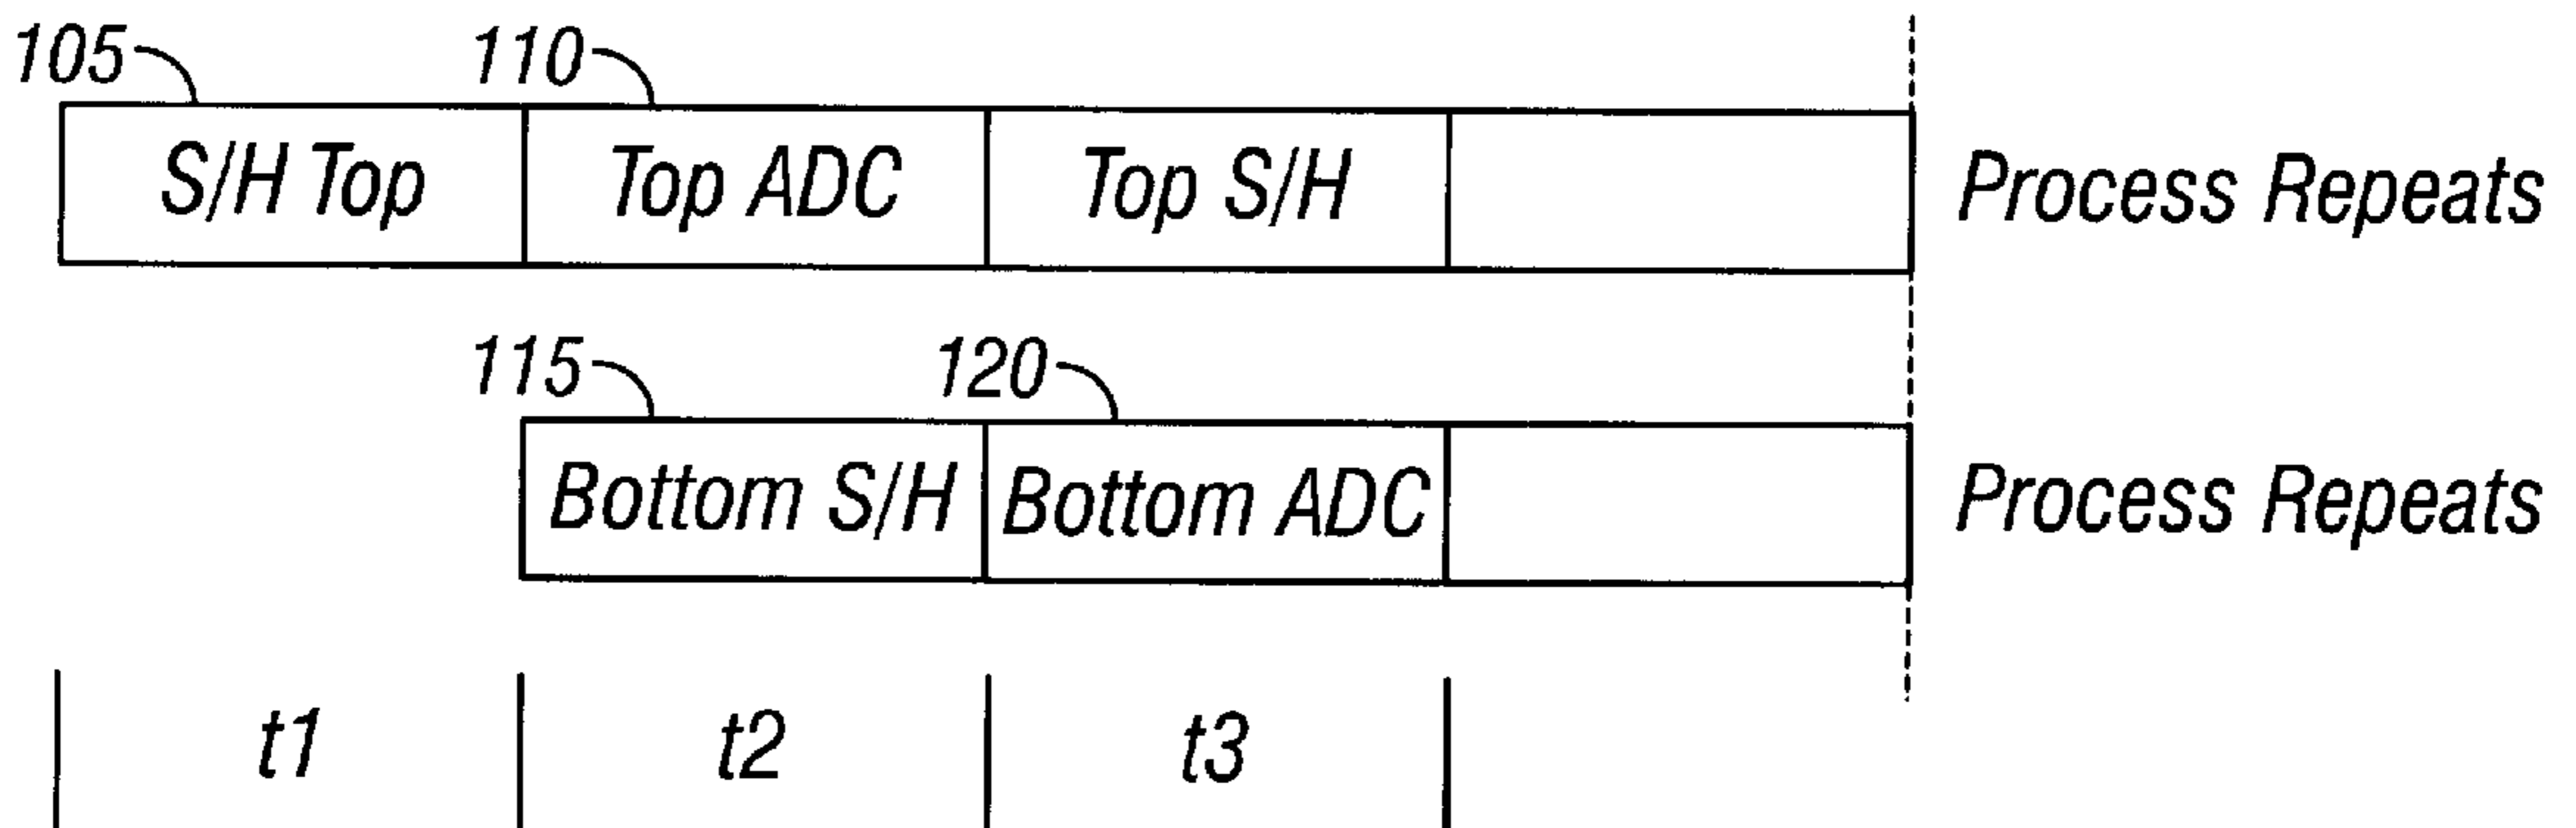 105 110
S/H Top Top ADC Top S/H Process Repeats
115 120
Bottom S/H Bottom ADC Process Repeats
t1 t2 t3